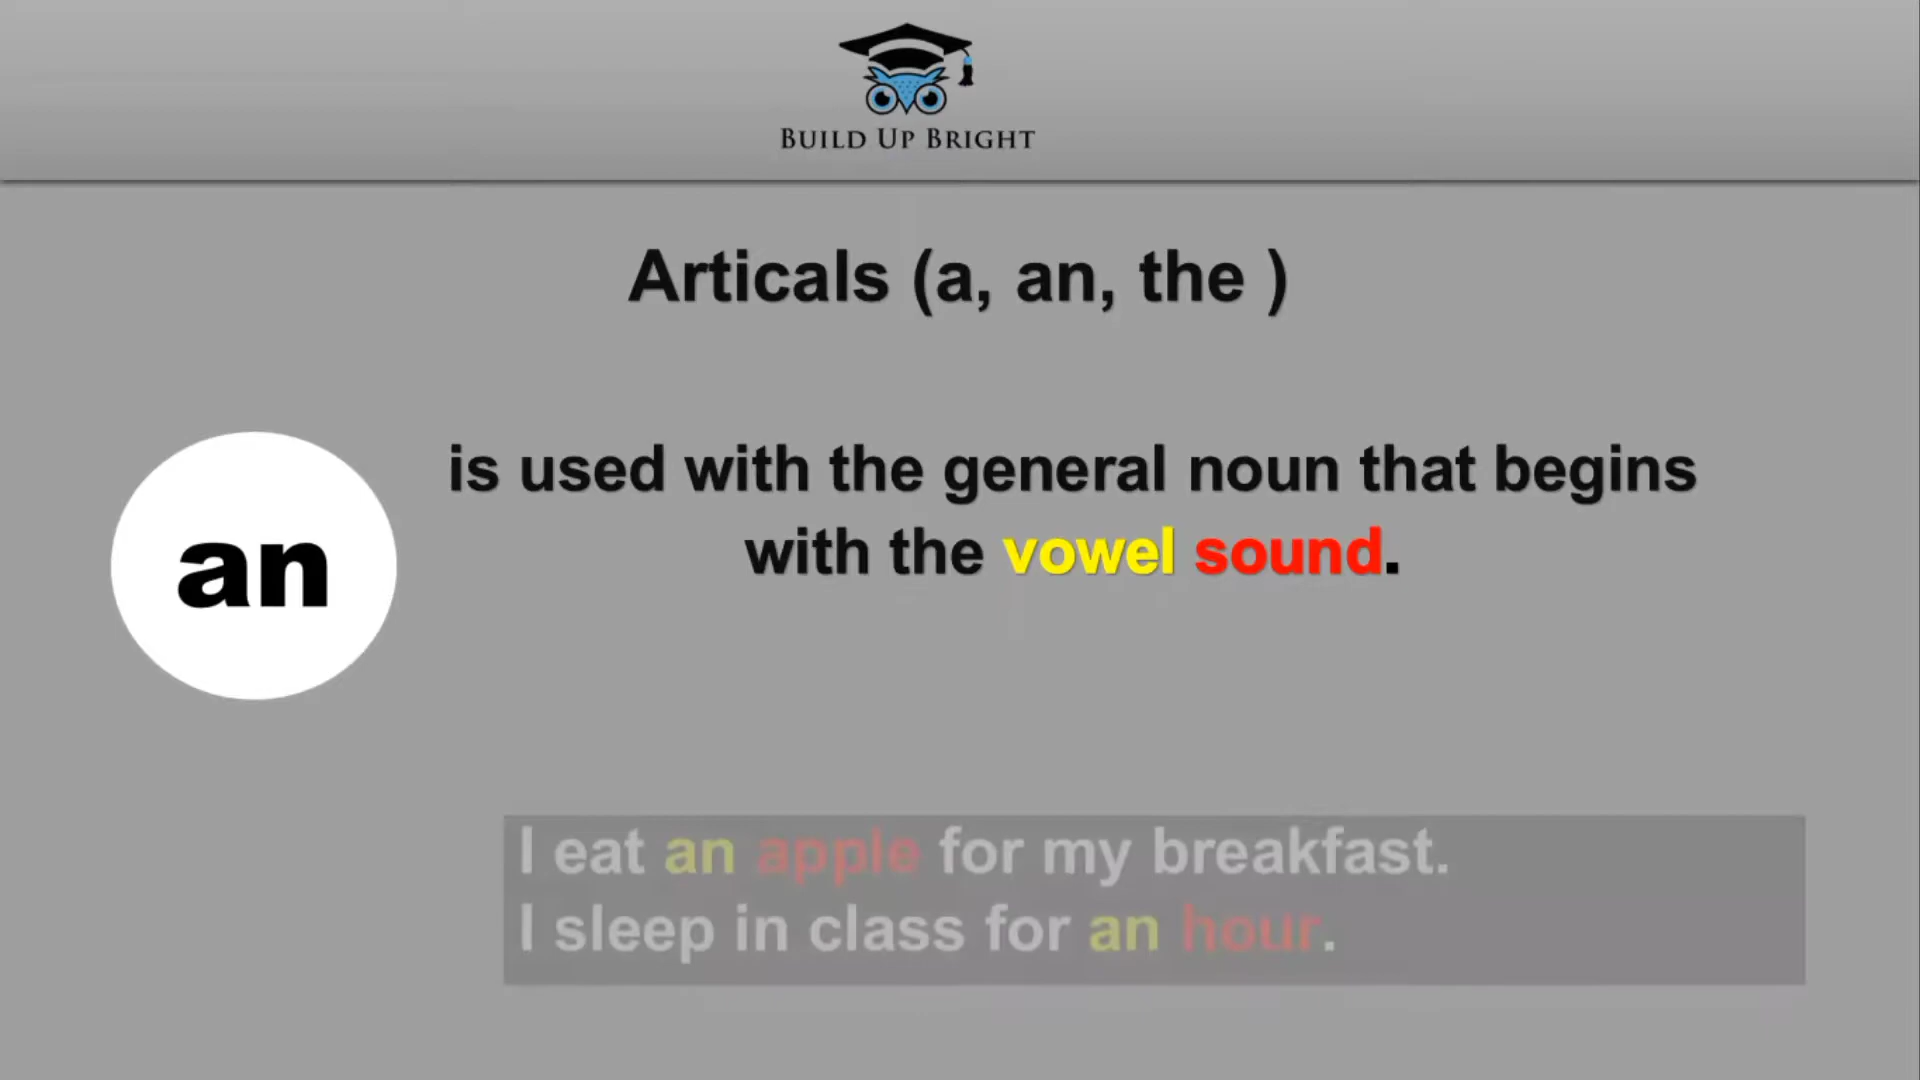 BUILD UP BRIGHT
Articals (a, an, the )
an
is used with the general noun that begins
with the vowel sound.
I eat an apple for my breakfast.
I sleep in class for an hour.